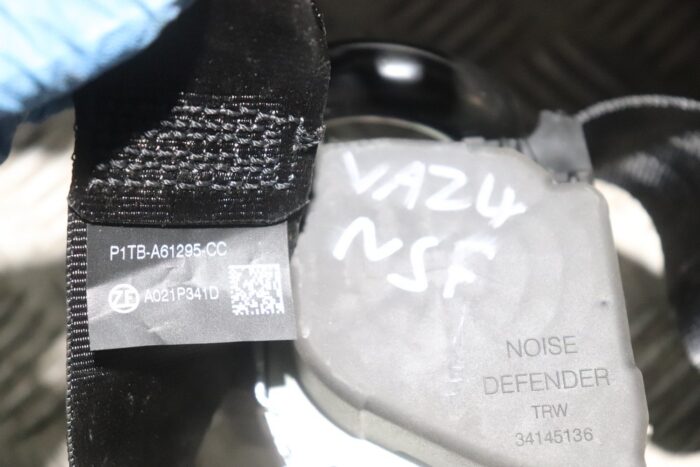 P1TB-A61295-CC
ZF A021P341D
VAZ4
NSF
NOISE
DEFENDER
TRW
34145136